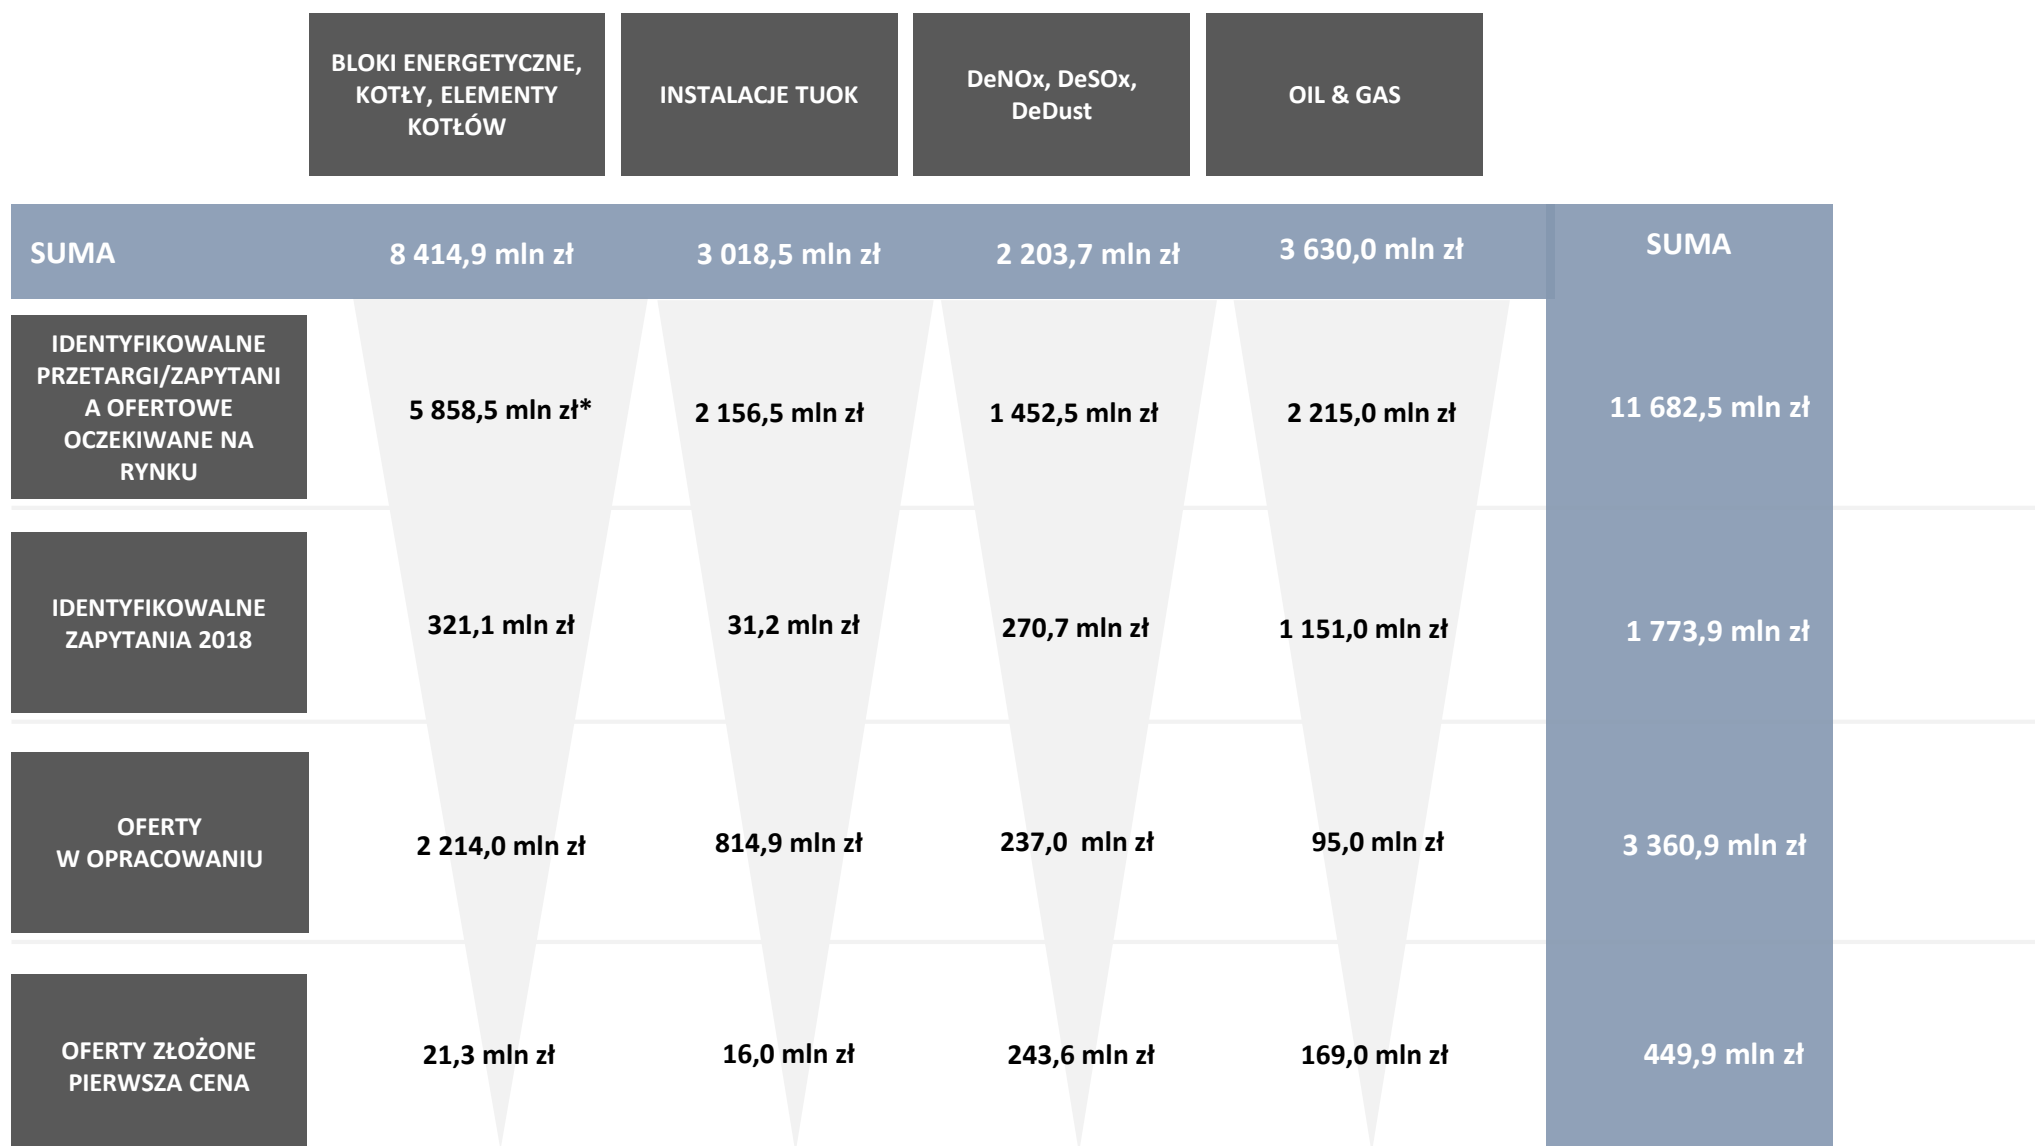 BLOKI ENERGETYCZNE,
KOTŁY, ELEMENTY
KOTŁÓW
INSTALACJE TUOK
DeNOx, DeSOx,
DeDust
OIL & GAS
SUMA 8 414,9 mln zł 3 018,5 mln zł 2 203,7 mln zł 3 630,0 mln zł SUMA
IDENTYFIKOWALNE
PRZETARGI/ZAPYTANI
A OFERTOWE
OCZEKIWANE NA
RYNKU
5 858,5 mln zł* 2 156,5 mln zł 1 452,5 mln zł 2 215,0 mln zł 11 682,5 mln zł
IDENTYFIKOWALNE
ZAPYTANIA 2018
321,1 mln zł 31,2 mln zł 270,7 mln zł 1 151,0 mln zł 1 773,9 mln zł
OFERTY
W OPRACOWANIU
2 214,0 mln zł 814,9 mln zł 237,0 mln zł 95,0 mln zł 3 360,9 mln zł
OFERTY ZŁOŻONE
PIERWSZA CENA
21,3 mln zł 16,0 mln zł 243,6 mln zł 169,0 mln zł 449,9 mln zł